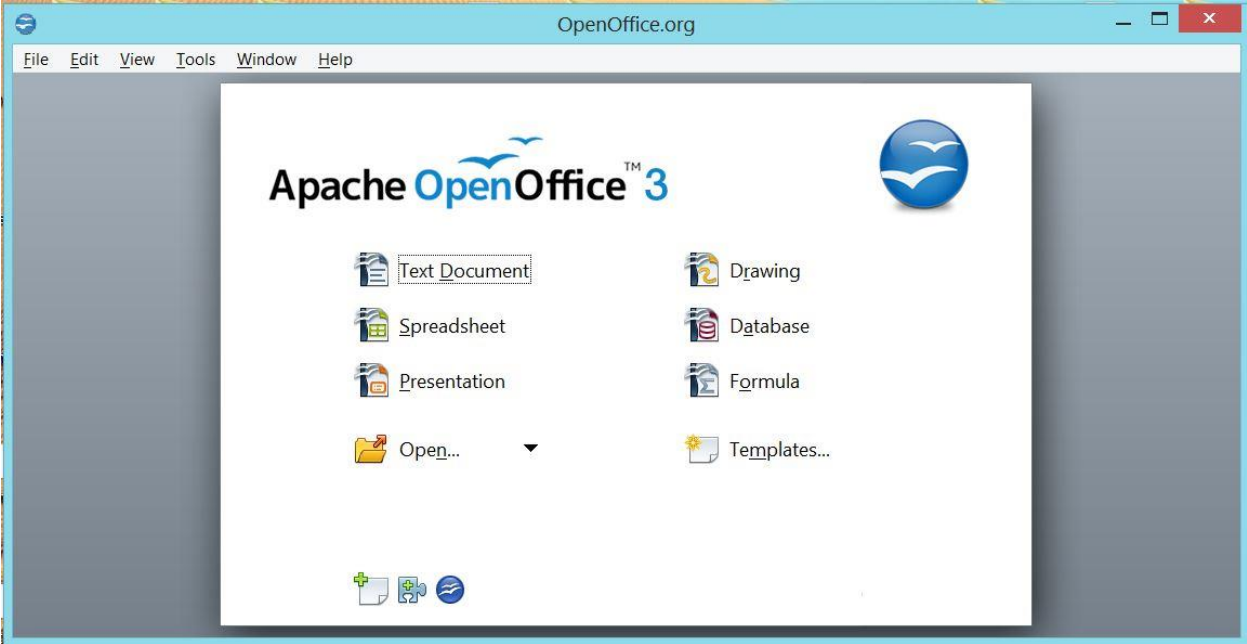 OpenOffice.org
File Edit View Tools Window Help
Apache OpenOffice™ 3
Text Document
Drawing
Spreadsheet
Database
Presentation
Formula
Open...
Templates...